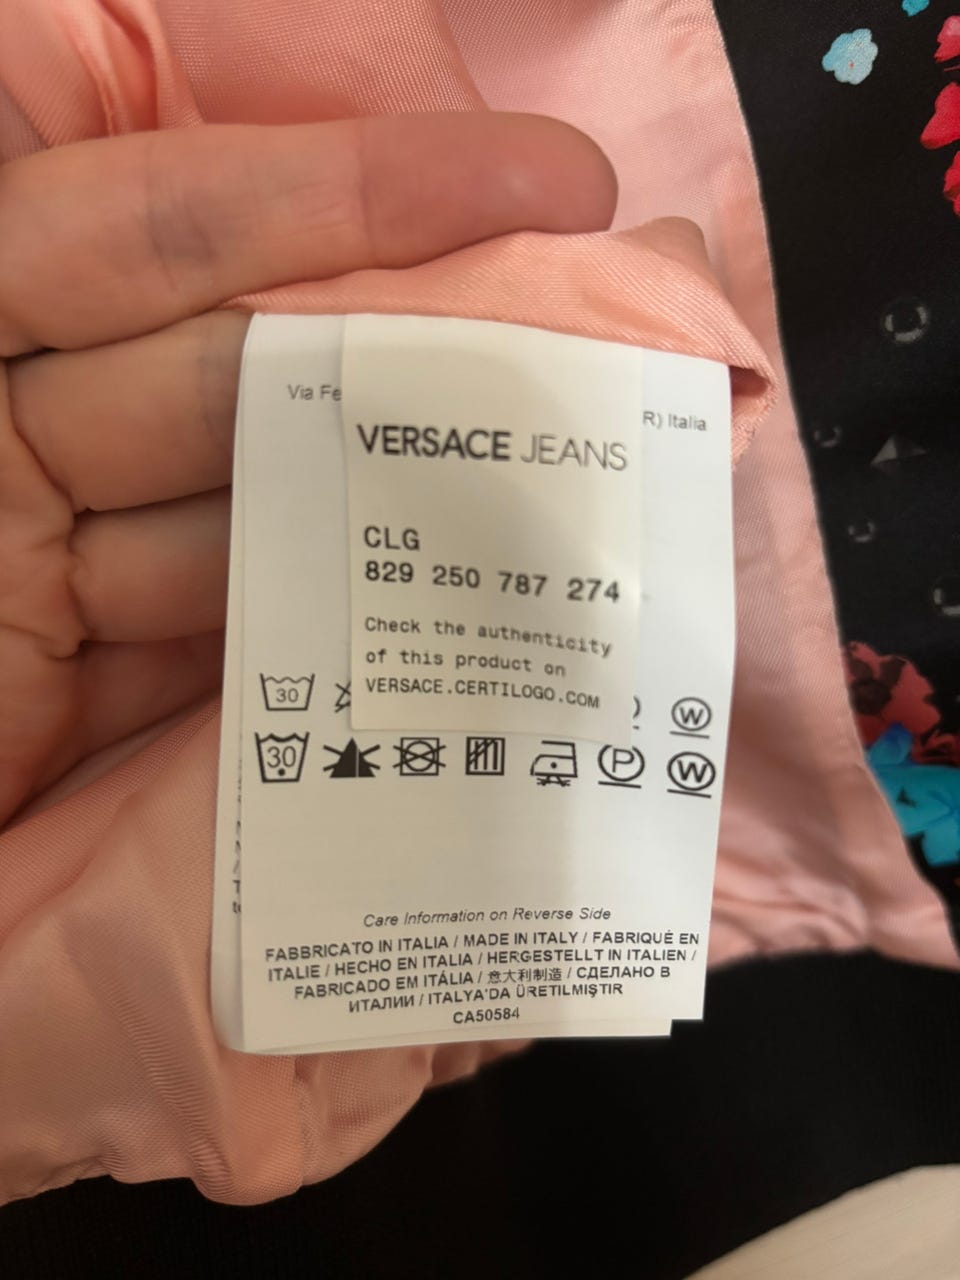 Via Fe
R) Italia
VERSACE JEANS
CLG
829 250 787 274
Check the authenticity
of this product on
VERSACE.CERTILOGO.COM
30
W
30
P
W
Care Information on Reverse Side
FABBRICATO IN ITALIA / MADE IN ITALY / FABRIQUÉ EN
ITALIE / HECHO EN ITALIA / HERGESTELLT IN ITALIEN /
FABRICADO EM ITÁLIA / 意大利制造 / СДЕЛАНО В
ИТАЛИИ / ITALYA'DA ÜRETILMIŞTIR
CA50584